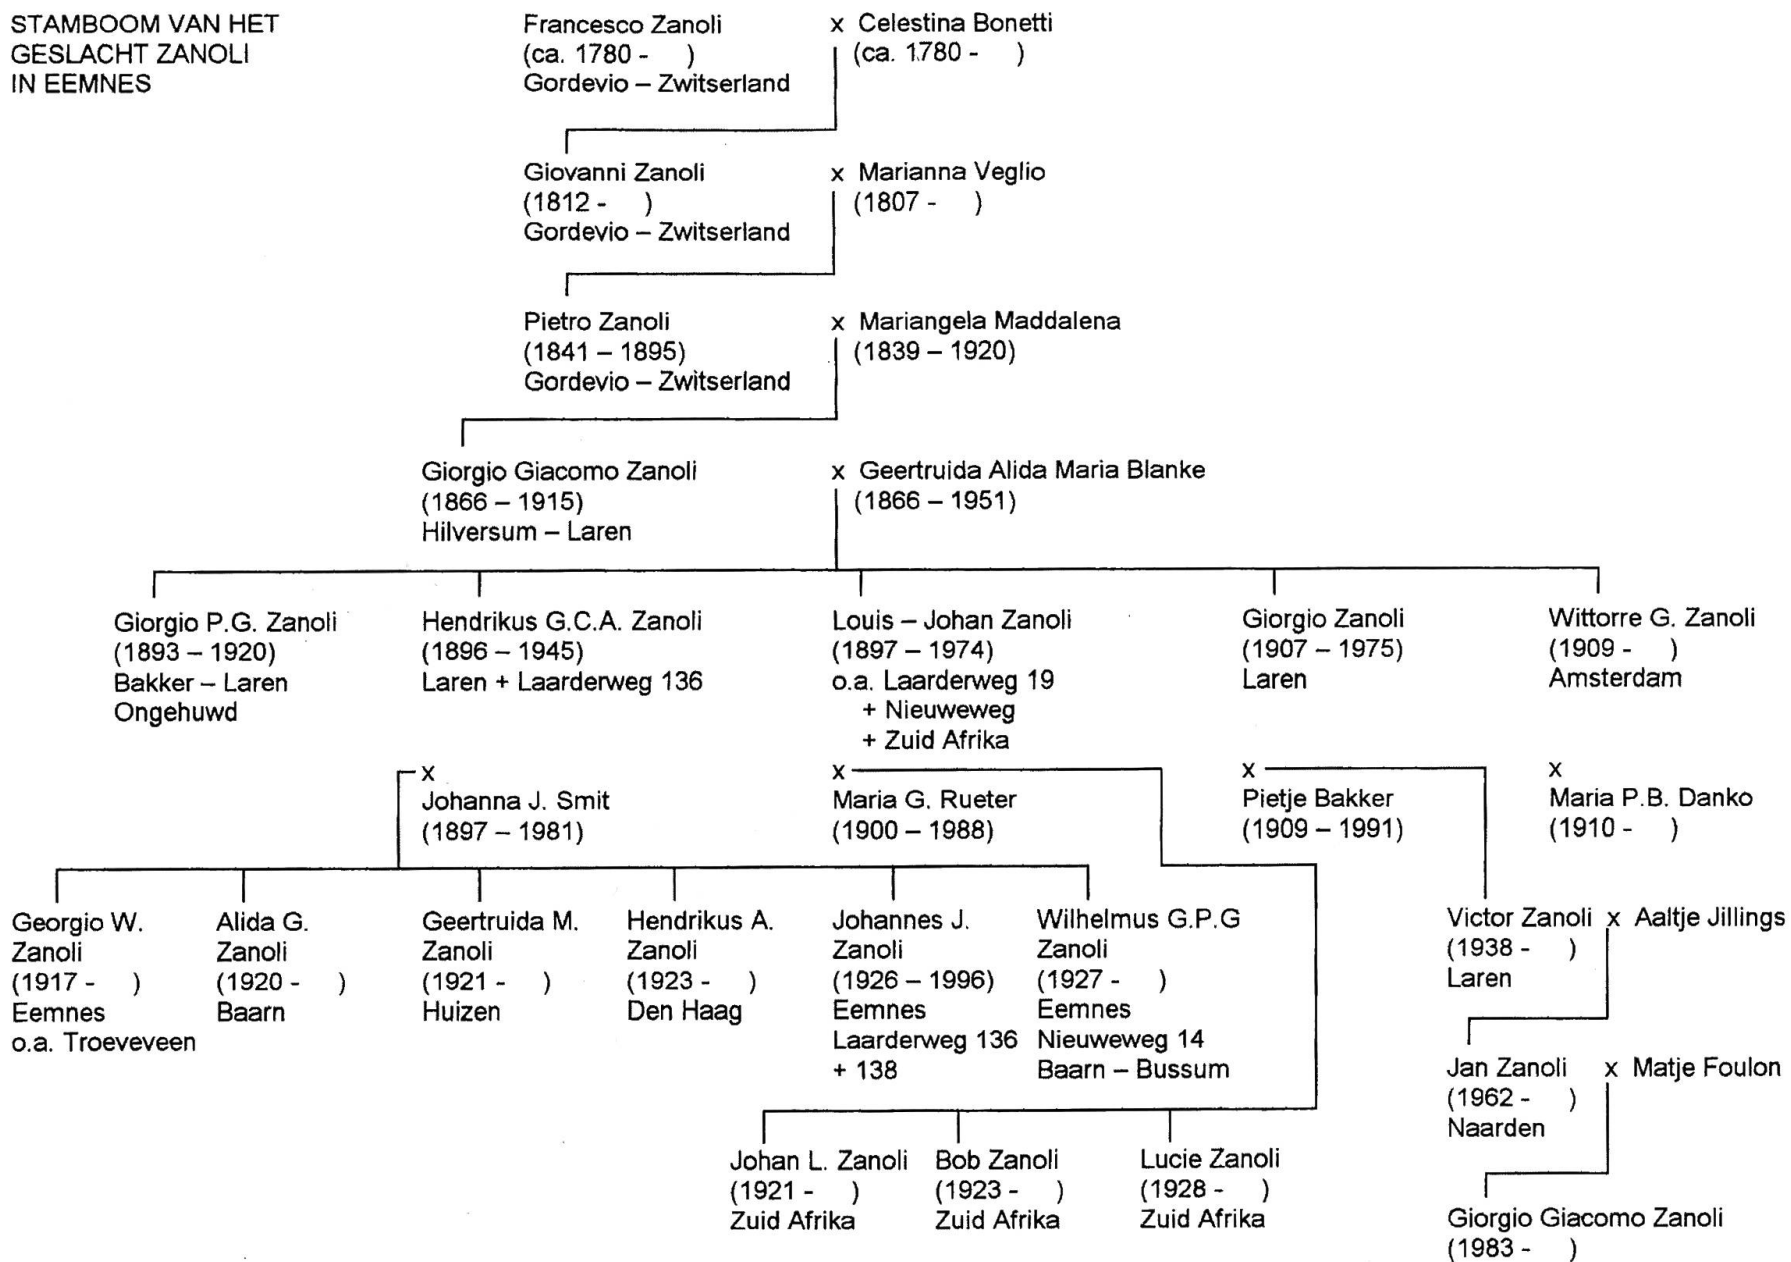 STAMBOOM VAN HET
GESLACHT ZANOLI
IN EEMNES
Francesco Zanoli x Celestina Bonetti
(ca. 1780 - ) (ca. 1780 - )
Gordevio – Zwitserland
Giovanni Zanoli x Marianna Veglio
(1812 - ) (1807 - )
Gordevio – Zwitserland
Pietro Zanoli x Mariangela Maddalena
(1841 – 1895) (1839 – 1920)
Gordevio – Zwitserland
Giorgio Giacomo Zanoli x Geertruida Alida Maria Blanke
(1866 – 1915) (1866 – 1951)
Hilversum – Laren
Giorgio P.G. Zanoli
(1893 – 1920)
Bakker – Laren
Ongehuwd
Hendrikus G.C.A. Zanoli
(1896 – 1945)
Laren + Laarderweg 136
x
Johanna J. Smit
(1897 – 1981)
Louis – Johan Zanoli
(1897 – 1974)
o.a. Laarderweg 19
+ Nieuweweg
+ Zuid Afrika
x
Maria G. Rueter
(1900 – 1988)
Giorgio Zanoli
(1907 – 1975)
Laren
x
Pietje Bakker
(1909 – 1991)
Wittorre G. Zanoli
(1909 - )
Amsterdam
x
Maria P.B. Danko
(1910 - )
Georgio W.
Zanoli
(1917 - )
Eemnes
o.a. Troeveveen
Alida G.
Zanoli
(1920 - )
Baarn
Geertruida M.
Zanoli
(1921 - )
Huizen
Hendrikus A.
Zanoli
(1923 - )
Den Haag
Johannes J.
Zanoli
(1926 – 1996)
Eemnes
Laarderweg 136
+ 138
Wilhelmus G.P.G
Zanoli
(1927 - )
Eemnes
Nieuweweg 14
Baarn – Bussum
Victor Zanoli x Aaltje Jillings
(1938 - )
Laren
Jan Zanoli x Matje Foulon
(1962 - )
Naarden
Johan L. Zanoli
(1921 - )
Zuid Afrika
Bob Zanoli
(1923 - )
Zuid Afrika
Lucie Zanoli
(1928 - )
Zuid Afrika
Giorgio Giacomo Zanoli
(1983 - )